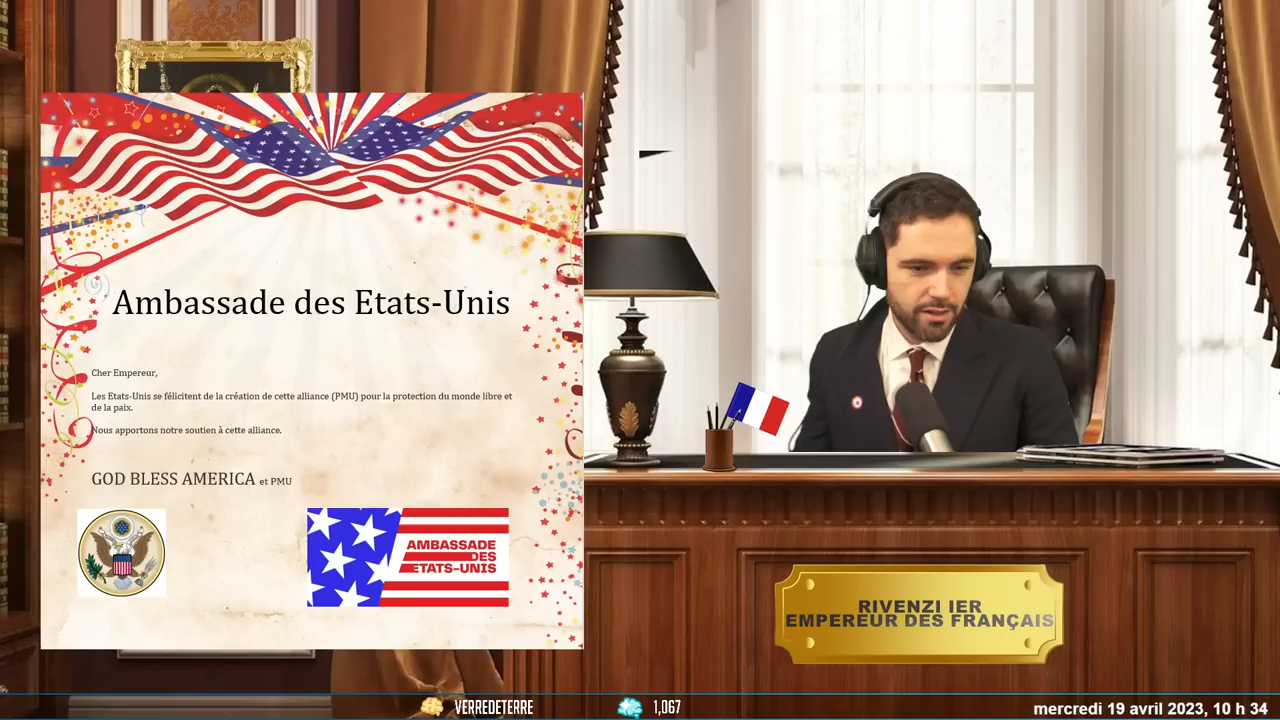 Ambassade des Etats-Unis
Cher Empereur,
Les Etats-Unis se félicitent de la création de cette alliance (PMU) pour la protection du monde libre et
de la paix.
Nous apportons notre soutien à cette alliance.
GOD BLESS AMERICA et PMU
AMBASSADE
DES
ETATS-UNIS
RIVENZI IER
EMPEREUR DES FRANÇAIS
VERREDETERRE
1,067
mercredi 19 avril 2023, 10 h 34